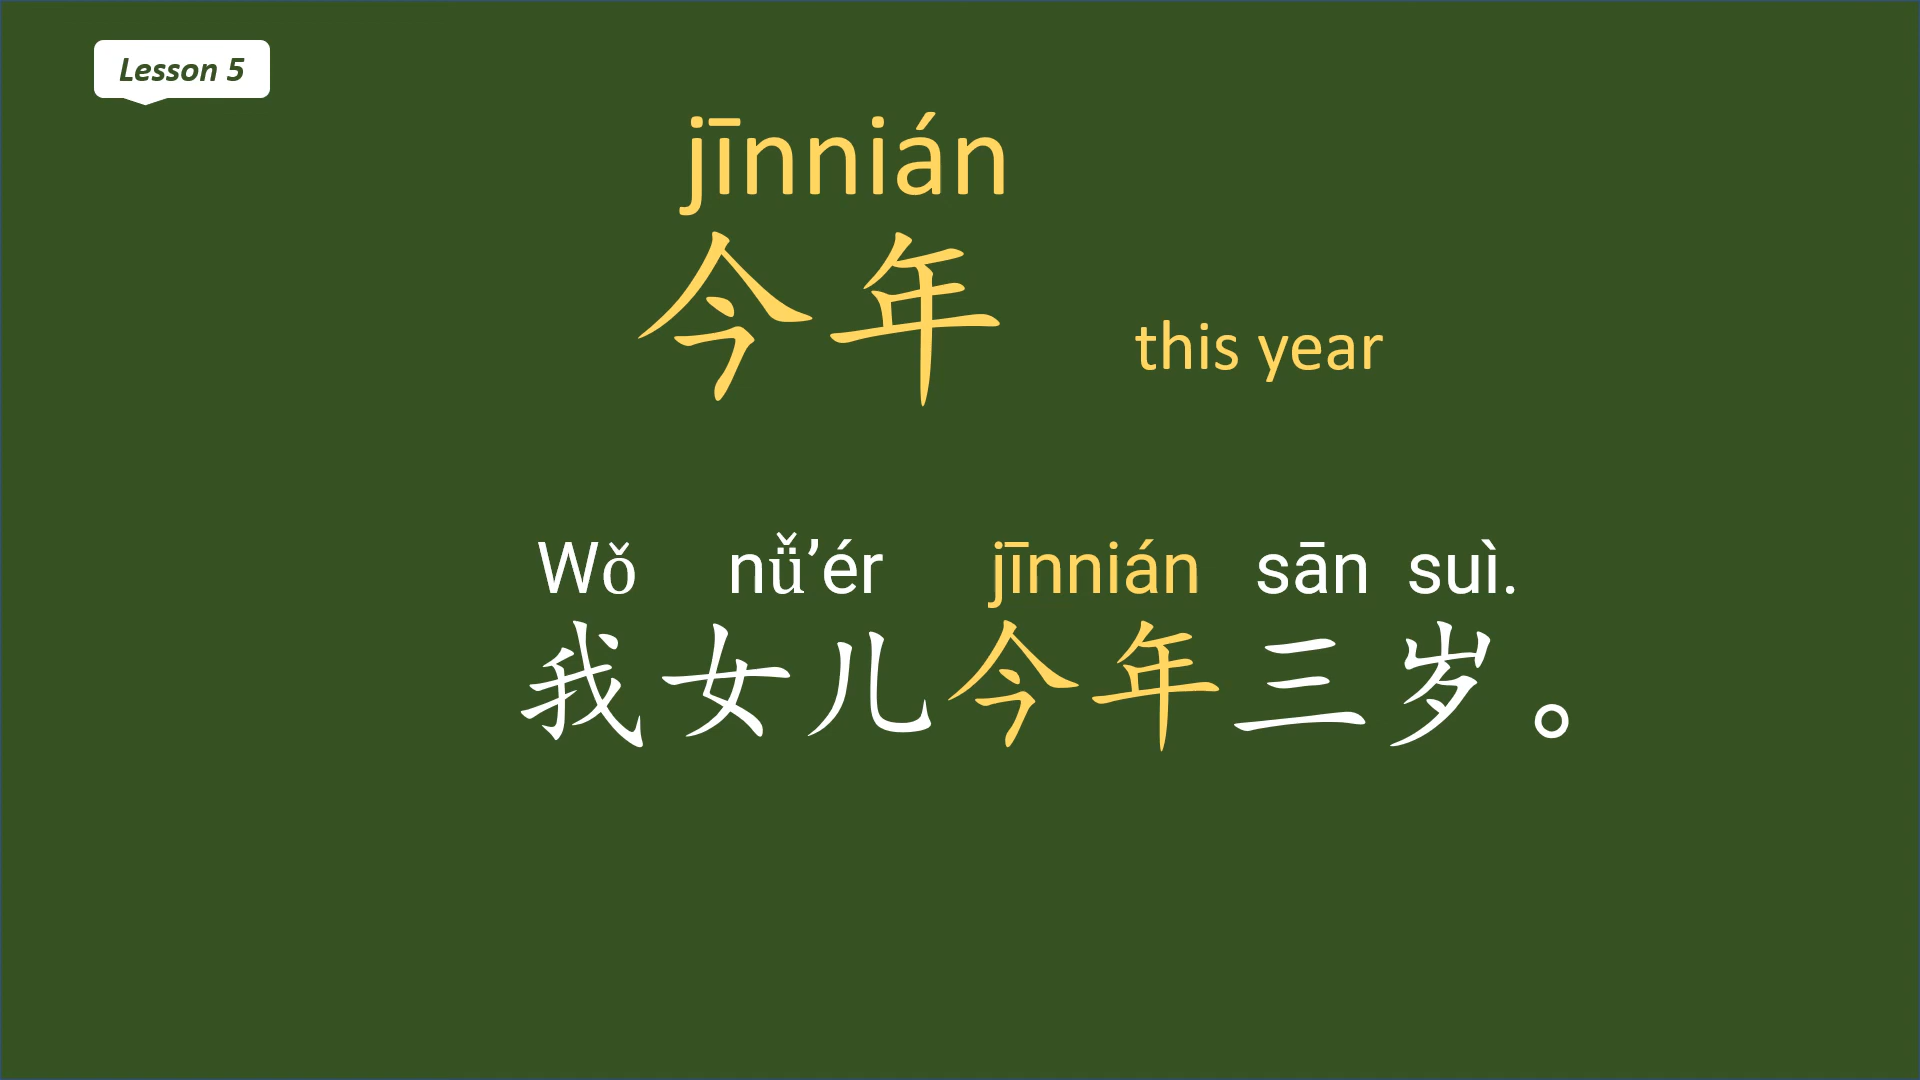 Lesson 5
jīnnián
今年
this year
Wǒ nǚ’ér jīnnián sān suì.
我女儿今年三岁。